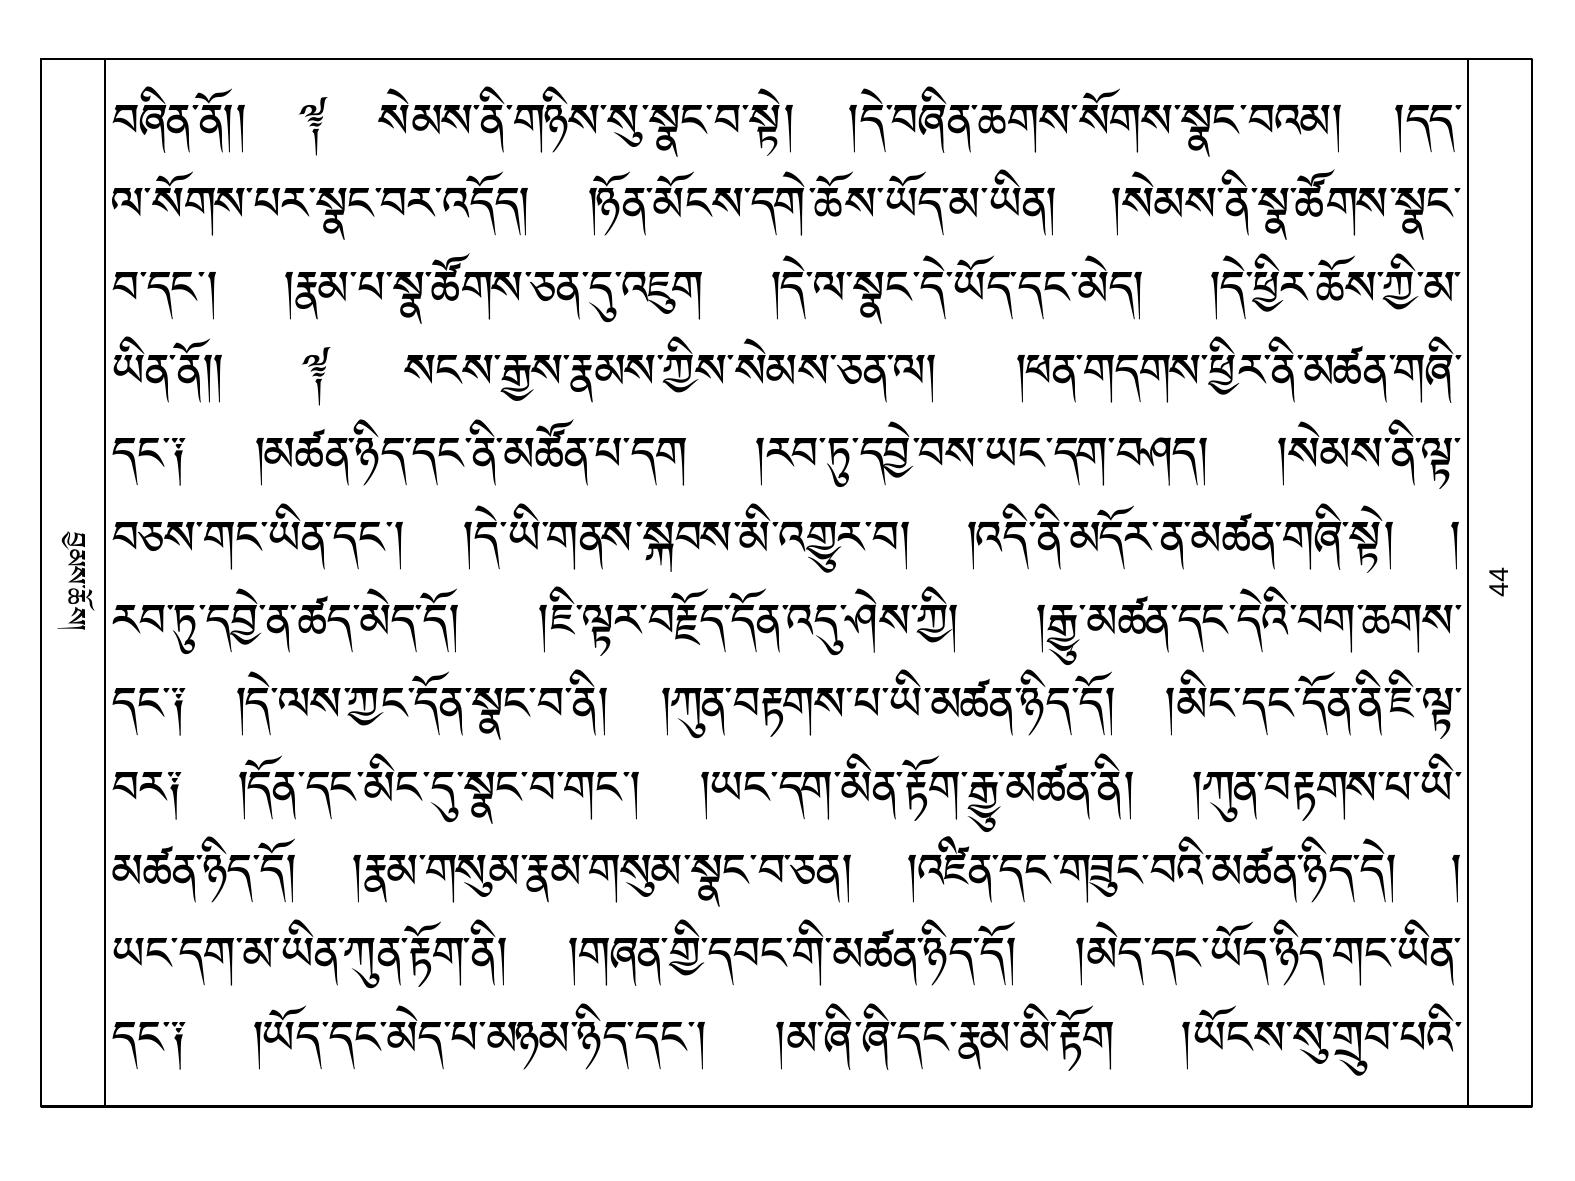 བཞིན་ནོ།། ༈ སེམས་ནི་གཉིས་སུ་སྣང་བ་སྟེ། །དེ་བཞིན་ཆགས་སོགས་སྣང་བའམ། །དད་
ལ་སོགས་པར་སྣང་བར་འདོད། །ཉོན་མོངས་དགེ་ཆོས་ཡོད་མ་ཡིན། །སེམས་ནི་སྣ་ཚོགས་སྣང་
བ་དང་། །རྣམ་པ་སྣ་ཚོགས་ཅན་དུ་འཇུག །དེ་ལ་སྣང་དེ་ཡོད་དང་མེད། །དེ་ཕྱིར་ཆོས་ཀྱི་མ་
ཡིན་ནོ།། ༈ སངས་རྒྱས་རྣམས་ཀྱིས་སེམས་ཅན་ལ། །ཕན་གདགས་ཕྱིར་ནི་མཚན་གཞི་
དང་༑ །མཚན་ཉིད་དང་ནི་མཚོན་པ་དག །རབ་ཏུ་དབྱེ་བས་ཡང་དག་བཤད། །སེམས་ནི་ལྟ་
བཅས་གང་ཡིན་དང་། །དེ་ཡི་གནས་སྐབས་མི་འགྱུར་བ། །འདི་ནི་མདོར་ན་མཚན་གཞི་སྟེ། །
རབ་ཏུ་དབྱེ་ན་ཚད་མེད་དོ། །ཇི་ལྟར་བརྗོད་དོན་འདུ་ཤེས་ཀྱི། །རྒྱུ་མཚན་དང་དེའི་བག་ཆགས་
དང་༑ །དེ་ལས་ཀྱང་དོན་སྣང་བ་ནི། །ཀུན་བརྟགས་པ་ཡི་མཚན་ཉིད་དོ། །མིང་དང་དོན་ནི་ཇི་ལྟ་
བར༑ །དོན་དང་མིང་དུ་སྣང་བ་གང་། །ཡང་དག་མིན་རྟོག་རྒྱུ་མཚན་ནི། །ཀུན་བརྟགས་པ་ཡི་
མཚན་ཉིད་དོ། །རྣམ་གསུམ་རྣམ་གསུམ་སྣང་བ་ཅན། །འཛིན་དང་གཟུང་བའི་མཚན་ཉིད་དེ། །
ཡང་དག་མ་ཡིན་ཀུན་རྟོག་ནི། །གཞན་གྱི་དབང་གི་མཚན་ཉིད་དོ། །མེད་དང་ཡོད་ཉིད་གང་ཡིན་
དང་༑ །ཡོད་དང་མེད་པ་མཉམ་ཉིད་དང་། །མ་ཞི་ཞི་དང་རྣམ་མི་རྟོག །ཡོངས་སུ་གྲུབ་པའི་
བྱམས་ཆོས།
44